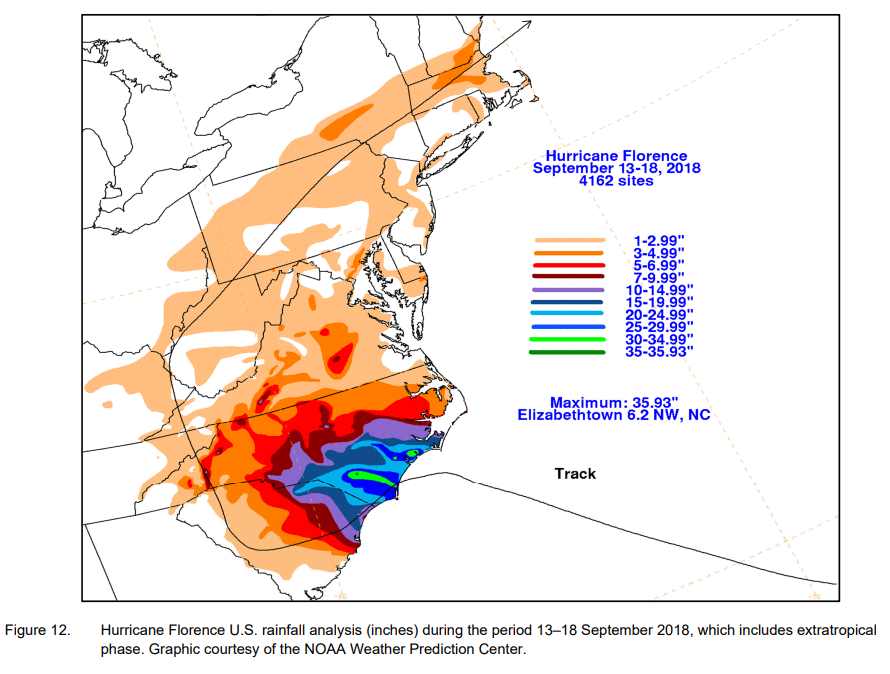 Hurricane Florence
September 13-18, 2018
4162 sites
1-2.99"
3-4.99"
5-6.99"
7-9.99"
10-14.99"
15-19.99"
20-24.99"
25-29.99"
30-34.99"
35-35.93"
Maximum: 35.93"
Elizabethtown 6.2 NW, NC
Track
Figure 12. Hurricane Florence U.S. rainfall analysis (inches) during the period 13–18 September 2018, which includes extratropical
phase. Graphic courtesy of the NOAA Weather Prediction Center.